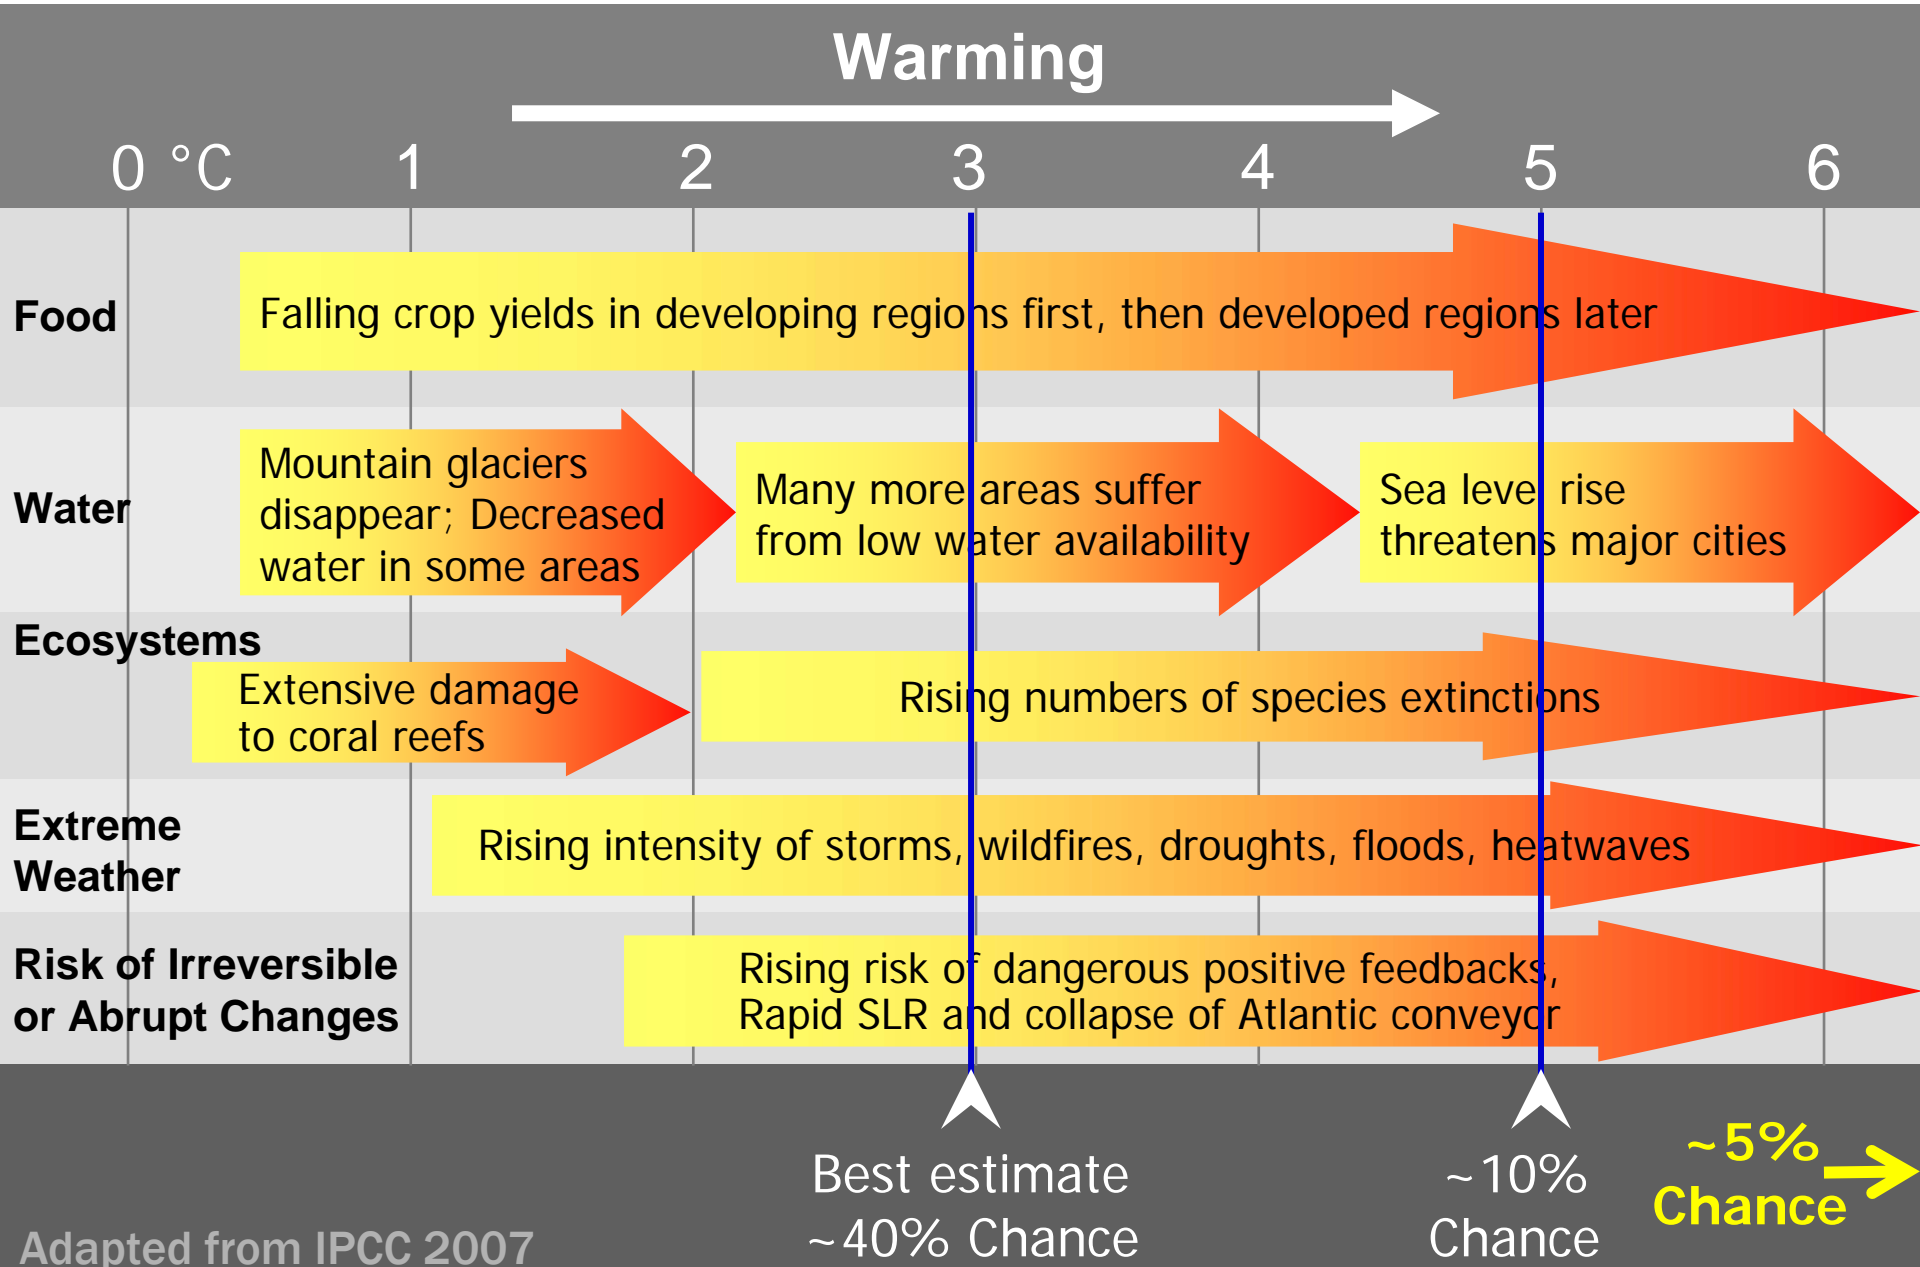 Warming
0 °C 1 2 3 4 5 6
Food
Falling crop yields in developing regions first, then developed regions later
Water
Mountain glaciers
disappear; Decreased
water in some areas
Many more areas suffer
from low water availability
Sea level rise
threatens major cities
Ecosystems
Extensive damage
to coral reefs
Rising numbers of species extinctions
Extreme
Weather
Rising intensity of storms, wildfires, droughts, floods, heatwaves
Risk of Irreversible
or Abrupt Changes
Rising risk of dangerous positive feedbacks,
Rapid SLR and collapse of Atlantic conveyor
Best estimate
~40% Chance
~10%
Chance
~5%
Chance
Adapted from IPCC 2007